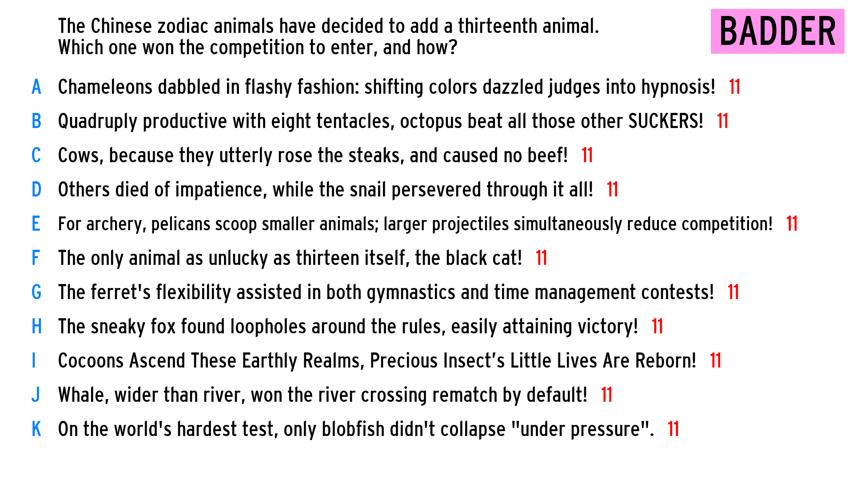 The Chinese zodiac animals have decided to add a thirteenth animal.
Which one won the competition to enter, and how?
BADDER
A Chameleons dabbled in flashy fashion: shifting colors dazzled judges into hypnosis! 11
B Quadruply productive with eight tentacles, octopus beat all those other SUCKERS! 11
C Cows, because they utterly rose the steaks, and caused no beef! 11
D Others died of impatience, while the snail persevered through it all! 11
E For archery, pelicans scoop smaller animals; larger projectiles simultaneously reduce competition! 11
F The only animal as unlucky as thirteen itself, the black cat! 11
G The ferret's flexibility assisted in both gymnastics and time management contests! 11
H The sneaky fox found loopholes around the rules, easily attaining victory! 11
I Cocoons Ascend These Earthly Realms, Precious Insect’s Little Lives Are Reborn! 11
J Whale, wider than river, won the river crossing rematch by default! 11
K On the world's hardest test, only blobfish didn't collapse "under pressure". 11